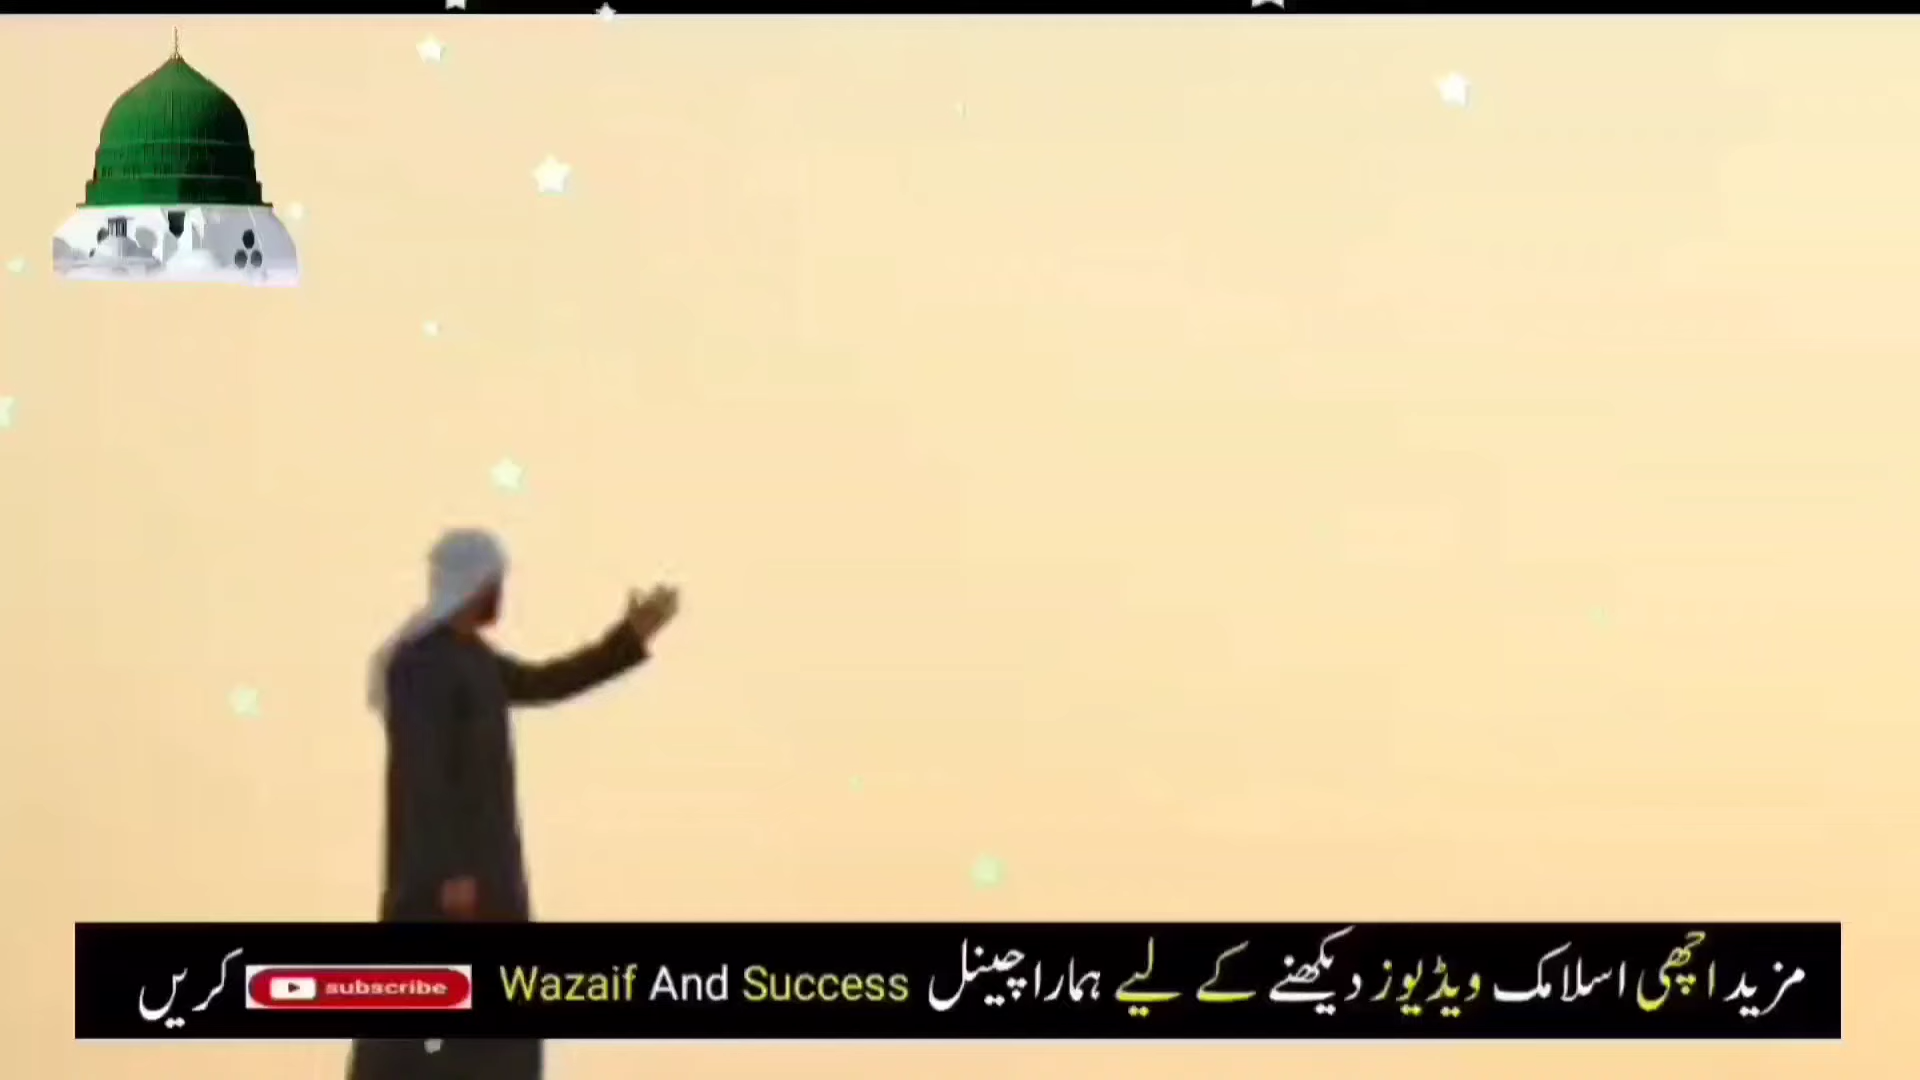 مزید اچھی اسلامک ویڈیوز دیکھنے کے لیے ہمارا چینل Wazaif And Success subscribe کریں